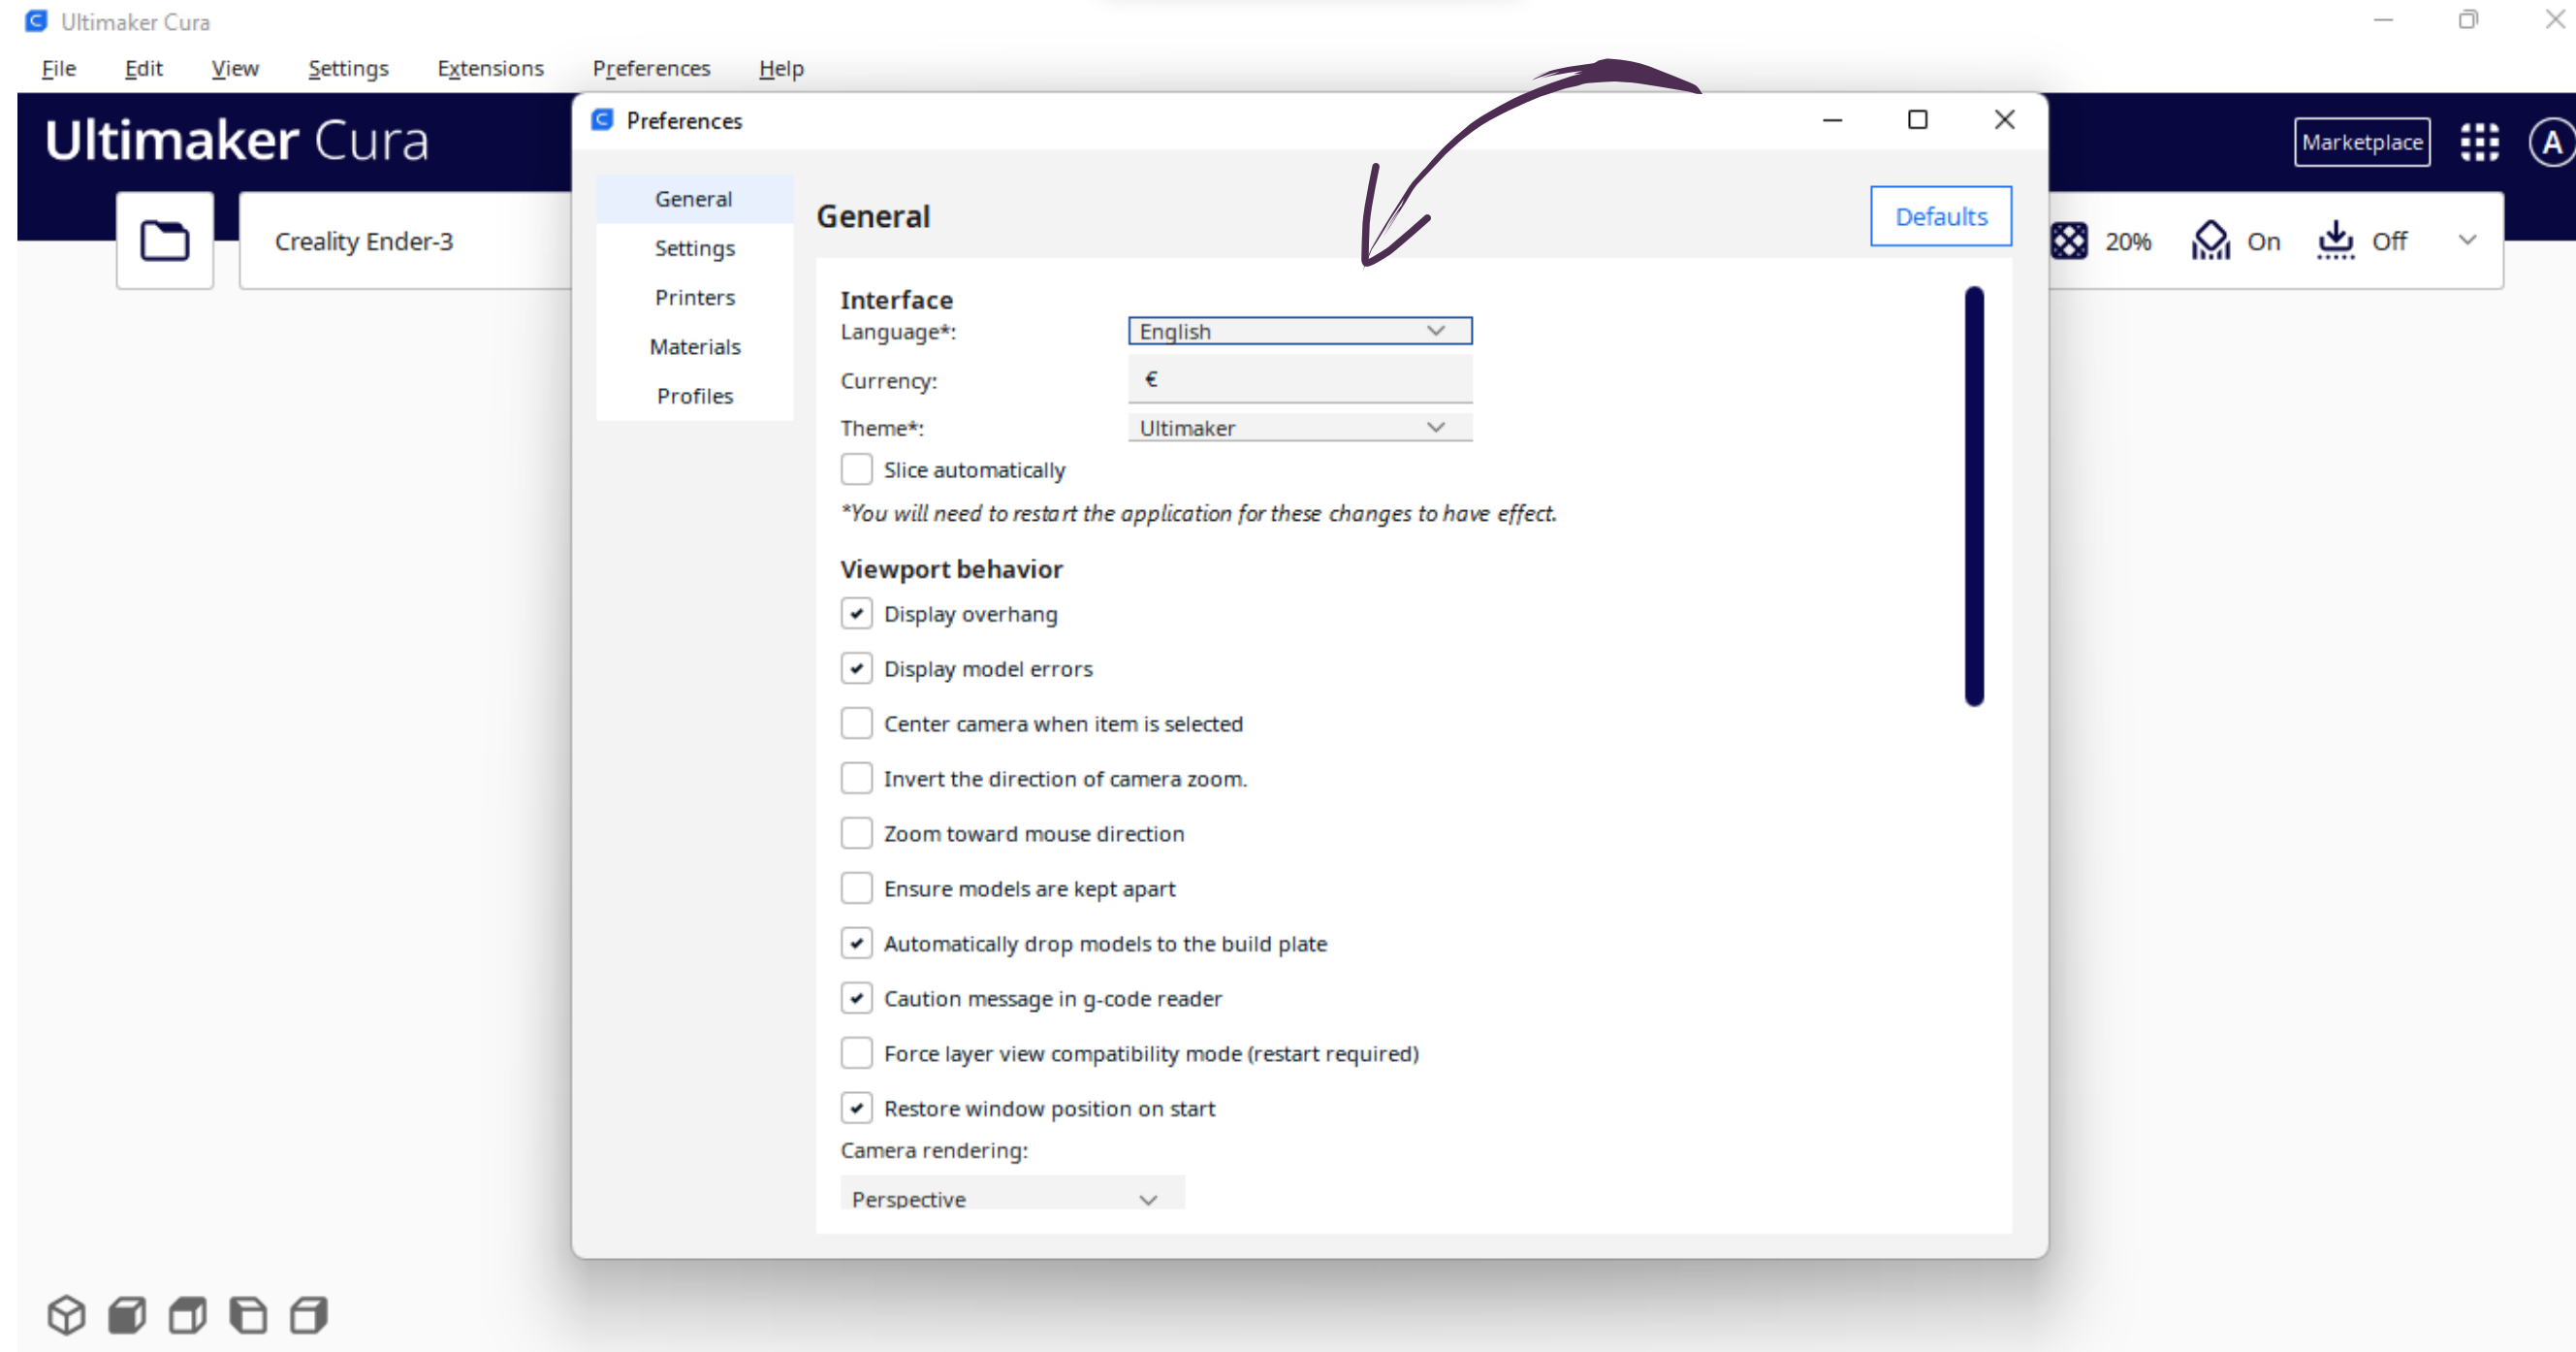 Ultimaker Cura
File Edit View Settings Extensions Preferences Help
Ultimaker Cura
Marketplace
A
Creality Ender-3
20% On Off
Preferences
General
Settings
Printers
Materials
Profiles
General
Defaults
Interface
Language*: English
Currency: €
Theme*: Ultimaker
Slice automatically
*You will need to restart the application for these changes to have effect.
Viewport behavior
Display overhang
Display model errors
Center camera when item is selected
Invert the direction of camera zoom.
Zoom toward mouse direction
Ensure models are kept apart
Automatically drop models to the build plate
Caution message in g-code reader
Force layer view compatibility mode (restart required)
Restore window position on start
Camera rendering:
Perspective